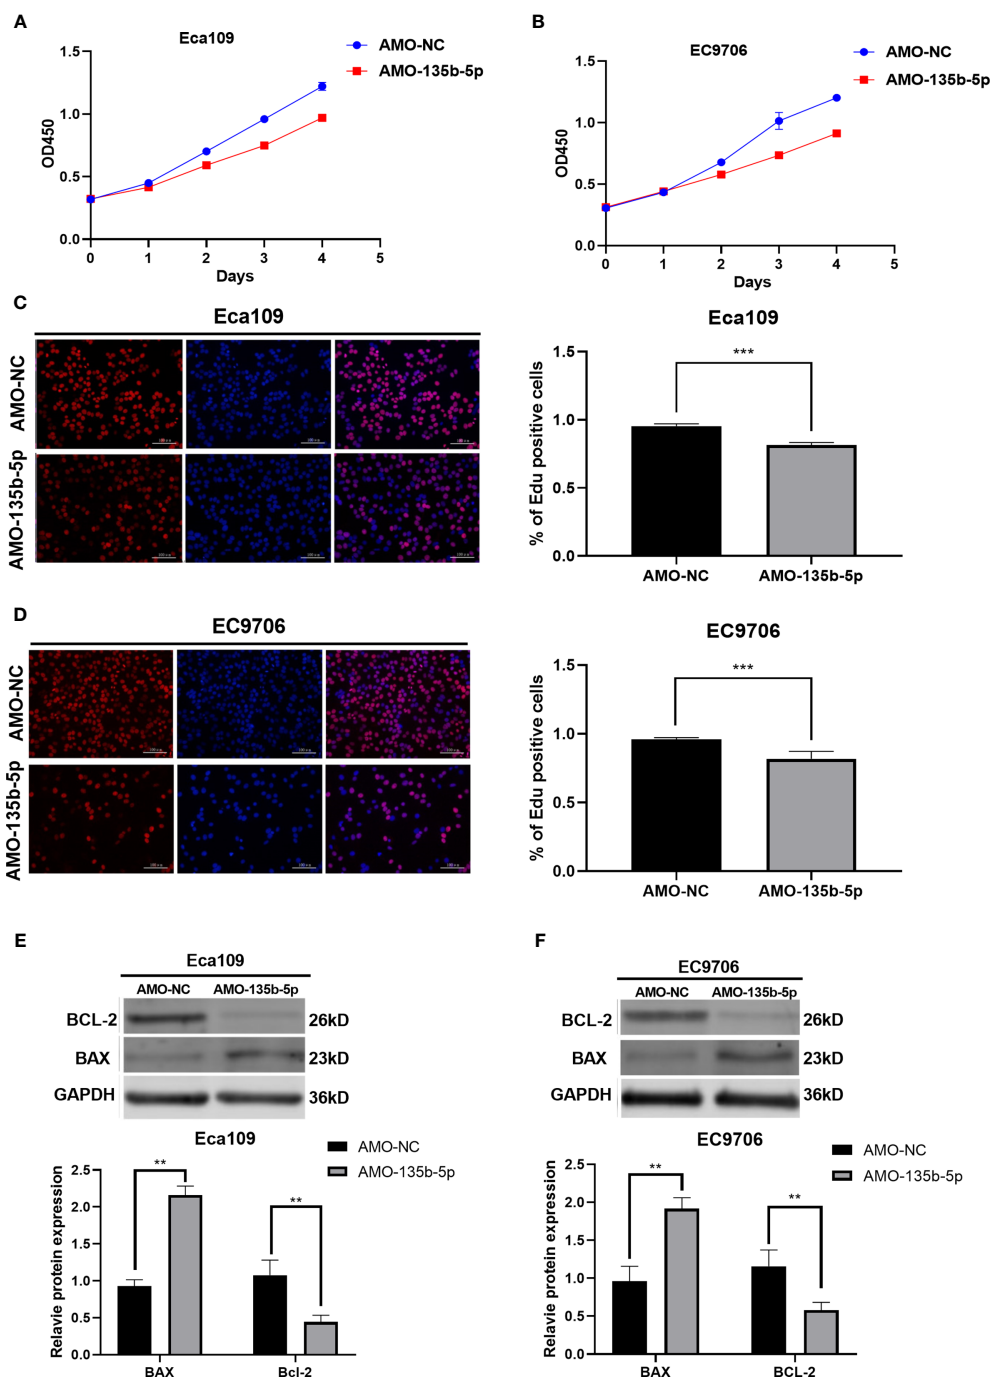 A
Eca109
AMO-NC
AMO-135b-5p
OD450
1.5
1.0
0.5
0.0
0 1 2 3 4 5
Days
B
EC9706
AMO-NC
AMO-135b-5p
OD450
1.5
1.0
0.5
0.0
0 1 2 3 4 5
Days
C
Eca109
AMO-NC
AMO-135b-5p
Eca109
% of Edu positive cells
1.5
1.0
0.5
0.0
***
AMO-NC AMO-135b-5p
D
EC9706
AMO-NC
AMO-135b-5p
EC9706
% of Edu positive cells
1.5
1.0
0.5
0.0
***
AMO-NC AMO-135b-5p
E
Eca109
AMO-NC AMO-135b-5p
BCL-2 26kD
BAX 23kD
GAPDH 36kD
Eca109
AMO-NC
AMO-135b-5p
Relavie protein expression
2.5
2.0
1.5
1.0
0.5
0.0
** **
BAX Bcl-2
F
EC9706
AMO-NC AMO-135b-5p
BCL-2 26kD
BAX 23kD
GAPDH 36kD
EC9706
AMO-NC
AMO-135b-5p
Relavie protein expression
2.5
2.0
1.5
1.0
0.5
0.0
** **
BAX BCL-2